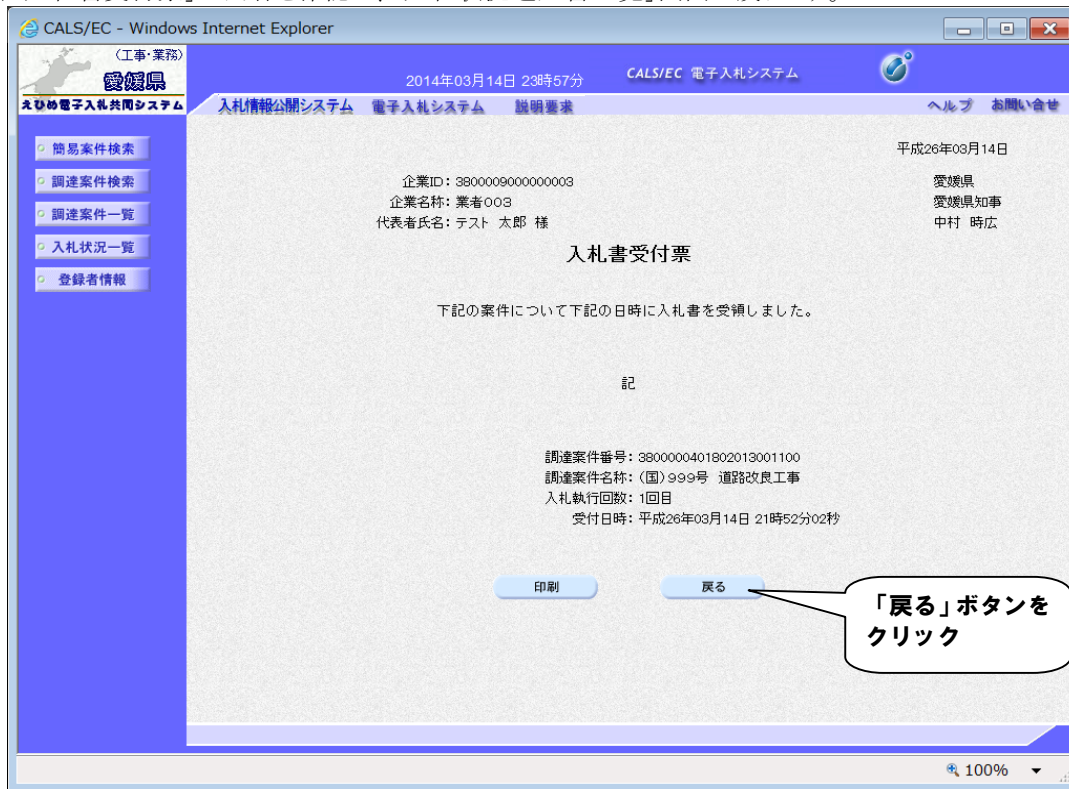 CALS/EC - Windows Internet Explorer
(工事・業務)
愛媛県
えひめ電子入札共同システム
2014年03月14日 23時57分
CALS/EC 電子入札システム
入札情報公開システム 電子入札システム 説明要求
ヘルプ お問い合せ
簡易案件検索
調達案件検索
調達案件一覧
入札状況一覧
登録者情報
平成26年03月14日
企業ID：3800009000000003
企業名称：業者003
代表者氏名：テスト 太郎 様
愛媛県
愛媛県知事
中村 時広
入札書受付票
下記の案件について下記の日時に入札書を受領しました。
記
調達案件番号：3800000401802013001100
調達案件名称：(国)999号 道路改良工事
入札執行回数：1回目
受付日時：平成26年03月14日 21時52分02秒
印刷
戻る
「戻る」ボタンを
クリック
100%